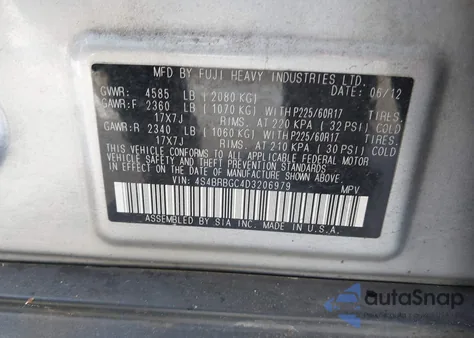 MFD BY FUJI HEAVY INDUSTRIES LTD.
GVWR: 4585 LB ( 2080 KG) DATE: 06/12
GAWR:F 2360 LB ( 1070 KG) WITH P225/60R17 TIRES,
17X7J RIMS. AT 220 KPA ( 32 PSI) COLD
GAWR:R 2340 LB ( 1060 KG) WITH P225/60R17 TIRES,
17X7J RIMS. AT 210 KPA ( 30 PSI) COLD
THIS VEHICLE CONFORMS TO ALL APPLICABLE FEDERAL MOTOR
VEHICLE SAFETY STANDARDS IN EFFECT
ON THE DATE OF MANUFACTURE SHOWN ABOVE.
VIN: 4S4BRBGC4D3206979 MPV
ASSEMBLED BY SIA INC. MADE IN U.S.A.
autoSnap